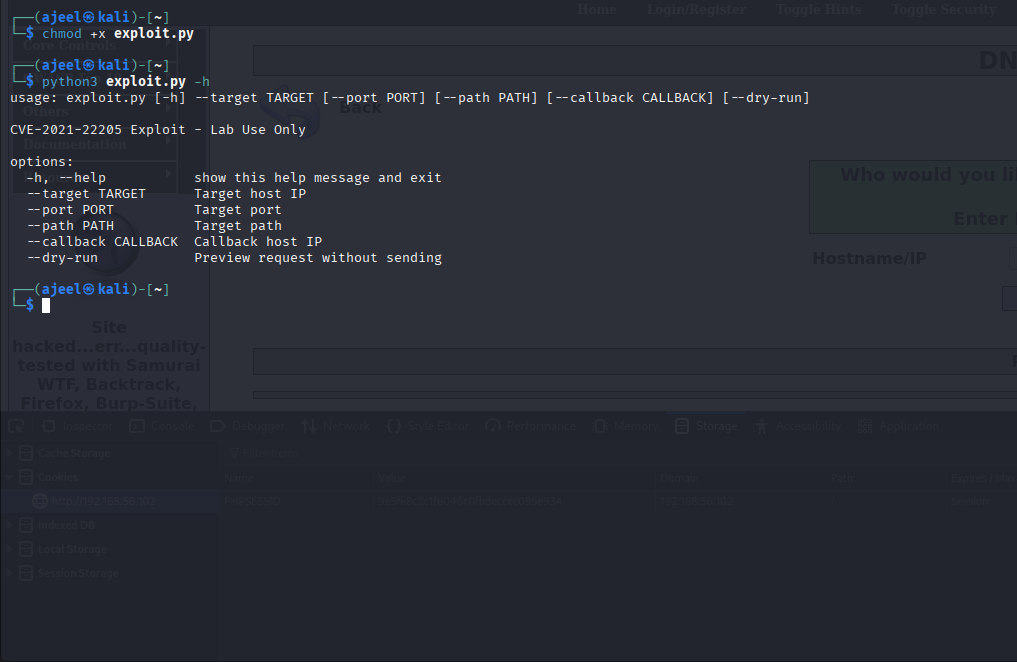 ┌──(ajeel㉿kali)-[~]
└─$ chmod +x exploit.py
┌──(ajeel㉿kali)-[~]
└─$ python3 exploit.py -h
usage: exploit.py [-h] --target TARGET [--port PORT] [--path PATH] [--callback CALLBACK] [--dry-run]
CVE-2021-22205 Exploit - Lab Use Only
options:
-h, --help show this help message and exit
--target TARGET Target host IP
--port PORT Target port
--path PATH Target path
--callback CALLBACK Callback host IP
--dry-run Preview request without sending
┌──(ajeel㉿kali)-[~]
└─$
Home Login/Register Toggle Hints Toggle Security
Core Controls
DN
Others
Back
Documentation
Who would you li
Enter
Hostname/IP
Site
hacked...err...quality-
tested with Samurai
WTF, Backtrack,
Firefox, Burp-Suite,
Inspector Console Debugger Network Style Editor Performance Memory Storage Accessibility Application
Cache Storage
Filter Items
Cookies
Name Value Domain Path Expires / Max
http://192.168.56.102
PHPSESSID 192.168.56.102 / Session
Indexed DB
Local Storage
Session Storage